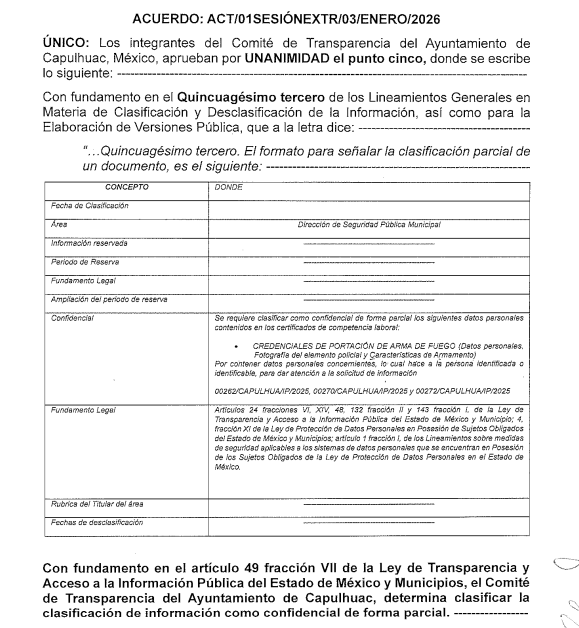 ACUERDO: ACT/01SESIÓNEXTR/03/ENERO/2026
ÚNICO: Los integrantes del Comité de Transparencia del Ayuntamiento de
Capulhuac, México, aprueban por UNANIMIDAD el punto cinco, donde se escribe
lo siguiente: ------------------------------------------------------------
Con fundamento en el Quincuagésimo tercero de los Lineamientos Generales en
Materia de Clasificación y Desclasificación de la Información, así como para la
Elaboración de Versiones Pública, que a la letra dice: -------------------------
"…Quincuagésimo tercero. El formato para señalar la clasificación parcial de
un documento, es el siguiente: ----------------------------------------
CONCEPTO DONDE
Fecha de Clasificación
Área Dirección de Seguridad Pública Municipal
Información reservada
Periodo de Reserva
Fundamento Legal
Ampliación del periodo de reserva
Confidencial Se requiere clasificar como confidencial de forma parcial los siguientes datos personales
contenidos en los certificados de competencia laboral:
• CREDENCIALES DE PORTACIÓN DE ARMA DE FUEGO (Datos personales,
Fotografía del elemento policial y Características de Armamento)
Por contener datos personales concernientes, lo cual hace a la persona identificada o
identificable, para dar atención a la solicitud de información
00262/CAPULHUA/IP/2025, 00270/CAPULHUA/IP/2025 y 00272/CAPULHUA/IP/2025
Fundamento Legal Artículos 24 fracciones VI, XIV, 48, 132 fracción II y 143 fracción I, de la Ley de
Transparencia y Acceso a la Información Pública del Estado de México y Municipio; 4,
fracción XI de la Ley de Protección de Datos Personales en Posesión de Sujetos Obligados
del Estado de México y Municipios; artículo 1 fracción I, de los Lineamientos sobre medidas
de seguridad aplicables a los sistemas de datos personales que se encuentran en Posesión
de los Sujetos Obligados de la Ley de Protección de Datos Personales en el Estado de
México.
Rubrica del Titular del área
Fechas de desclasificación
Con fundamento en el artículo 49 fracción VII de la Ley de Transparencia y
Acceso a la Información Pública del Estado de México y Municipios, el Comité
de Transparencia del Ayuntamiento de Capulhuac, determina clasificar la
clasificación de información como confidencial de forma parcial. -----------------